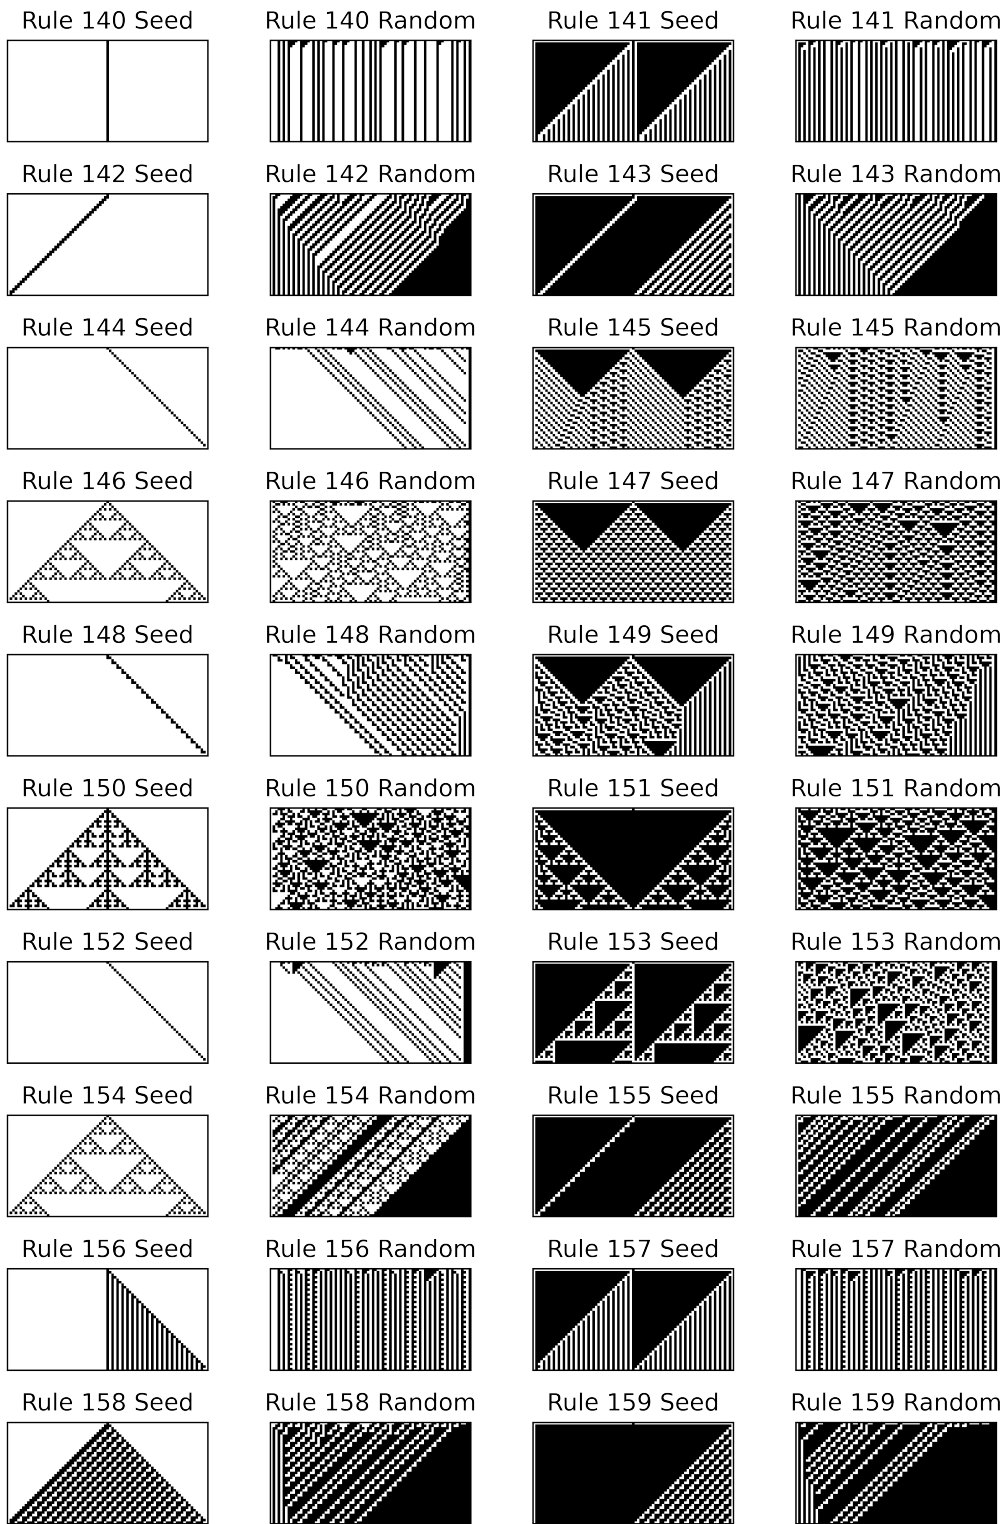 Rule 140 Seed
Rule 140 Random
Rule 141 Seed
Rule 141 Random
Rule 142 Seed
Rule 142 Random
Rule 143 Seed
Rule 143 Random
Rule 144 Seed
Rule 144 Random
Rule 145 Seed
Rule 145 Random
Rule 146 Seed
Rule 146 Random
Rule 147 Seed
Rule 147 Random
Rule 148 Seed
Rule 148 Random
Rule 149 Seed
Rule 149 Random
Rule 150 Seed
Rule 150 Random
Rule 151 Seed
Rule 151 Random
Rule 152 Seed
Rule 152 Random
Rule 153 Seed
Rule 153 Random
Rule 154 Seed
Rule 154 Random
Rule 155 Seed
Rule 155 Random
Rule 156 Seed
Rule 156 Random
Rule 157 Seed
Rule 157 Random
Rule 158 Seed
Rule 158 Random
Rule 159 Seed
Rule 159 Random